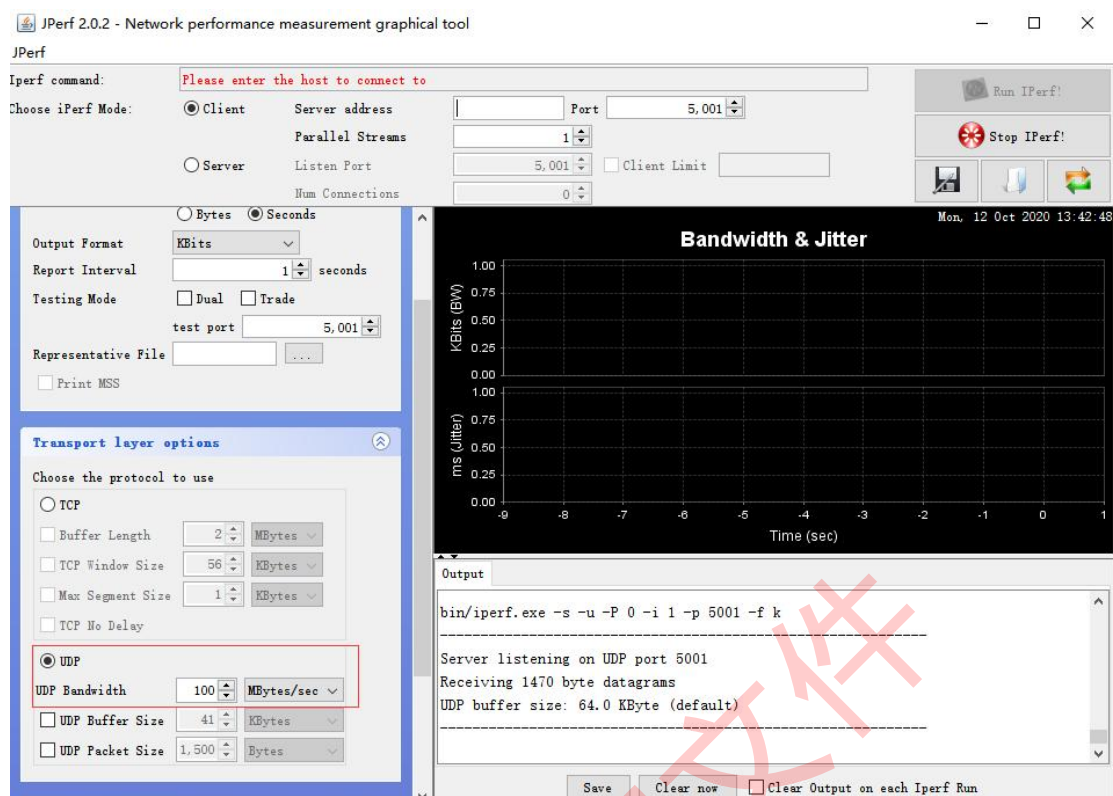 JPerf 2.0.2 - Network performance measurement graphical tool
JPerf
Iperf command: Please enter the host to connect to
Choose iPerf Mode: Client Server address Port 5,001
Parallel Streams 1
Server Listen Port 5,001 Client Limit
Num Connections 0
Run IPerf!
Stop IPerf!
Bytes Seconds
Output Format KBits
Report Interval 1 seconds
Testing Mode Dual Trade
test port 5,001
Representative File ...
Print MSS
Transport layer options
Choose the protocol to use
TCP
Buffer Length 2 MBytes
TCP Window Size 56 KBytes
Max Segment Size 1 KBytes
TCP No Delay
UDP
UDP Bandwidth 100 MBytes/sec
UDP Buffer Size 41 KBytes
UDP Packet Size 1,500 Bytes
Mon, 12 Oct 2020 13:42:48
Bandwidth & Jitter
KBits (BW)
1.00
0.75
0.50
0.25
0.00
ms (Jitter)
1.00
0.75
0.50
0.25
0.00
-9 -8 -7 -6 -5 -4 -3 -2 -1 0 1
Time (sec)
Output
bin/iperf.exe -s -u -P 0 -i 1 -p 5001 -f k
------------------------------------------------------------
Server listening on UDP port 5001
Receiving 1470 byte datagrams
UDP buffer size: 64.0 KByte (default)
------------------------------------------------------------
Save Clear now Clear Output on each Iperf Run
文件